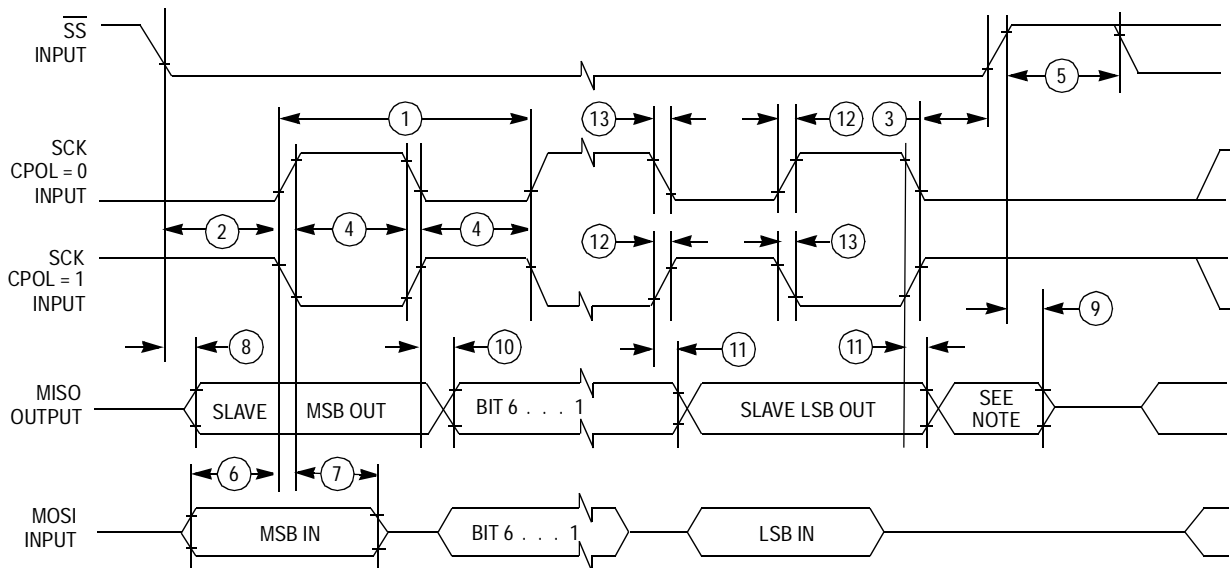 SS
INPUT
5
1
13
12
3
SCK
CPOL = 0
INPUT
2
4
4
12
13
SCK
CPOL = 1
INPUT
9
8
10
11
11
MISO
OUTPUT
SLAVE
MSB OUT
BIT 6 . . . 1
SLAVE LSB OUT
SEE
NOTE
6
7
MOSI
INPUT
MSB IN
BIT 6 . . . 1
LSB IN